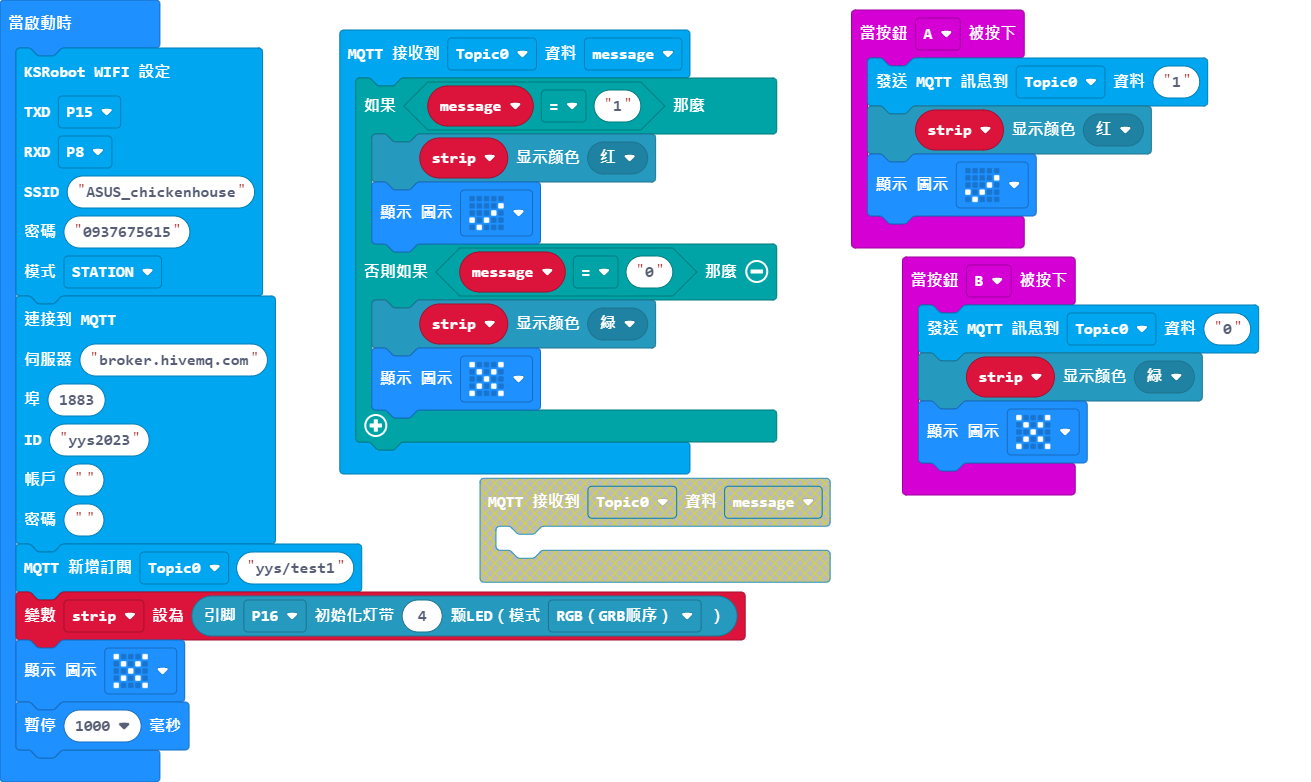 當啟動時
KSRobot WIFI 設定
TXD P15
RXD P8
SSID "ASUS_chickenhouse"
密碼 "0937675615"
模式 STATION
連接到 MQTT
伺服器 "broker.hivemq.com"
埠 1883
ID "yys2023"
帳戶 " "
密碼 " "
MQTT 新增訂閱 Topic0 "yys/test1"
變數 strip 設為 引脚 P16 初始化灯带 4 颗LED(模式 RGB(GRB顺序) )
顯示 圖示
暫停 1000 毫秒
MQTT 接收到 Topic0 資料 message
如果 message = "1" 那麼
strip 显示颜色 红
顯示 圖示
否則如果 message = "0" 那麼
strip 显示颜色 緑
顯示 圖示
MQTT 接收到 Topic0 資料 message
當按鈕 A 被按下
發送 MQTT 訊息到 Topic0 資料 "1"
strip 显示颜色 红
顯示 圖示
當按鈕 B 被按下
發送 MQTT 訊息到 Topic0 資料 "0"
strip 显示颜色 緑
顯示 圖示